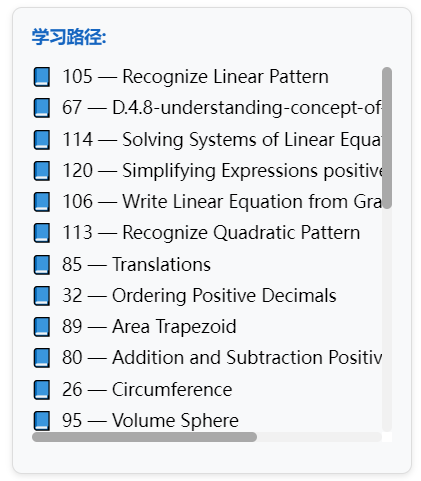 学习路径:
105 — Recognize Linear Pattern
67 — D.4.8-understanding-concept-of-
114 — Solving Systems of Linear Equa
120 — Simplifying Expressions positive
106 — Write Linear Equation from Gra
113 — Recognize Quadratic Pattern
85 — Translations
32 — Ordering Positive Decimals
89 — Area Trapezoid
80 — Addition and Subtraction Positiv
26 — Circumference
95 — Volume Sphere